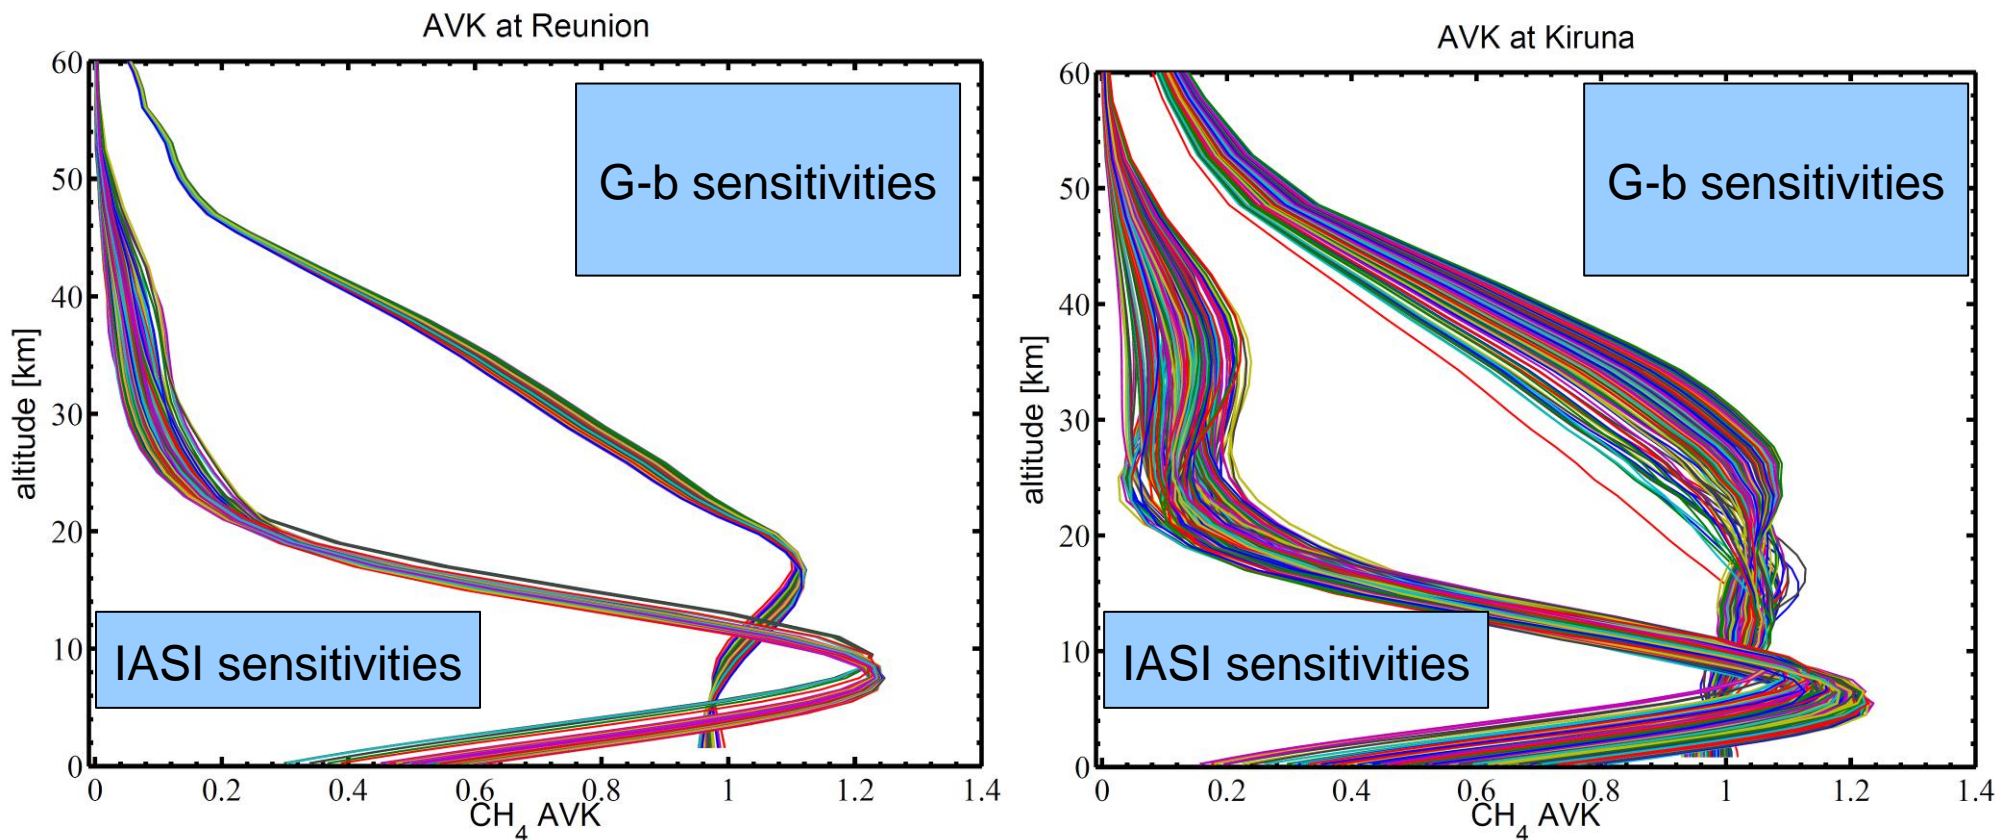 AVK at Reunion
60
50
40
30
20
10
0
altitude [km]
G-b sensitivities
IASI sensitivities
0 0.2 0.4 0.6 0.8 1 1.2 1.4
CH4 AVK
AVK at Kiruna
60
50
40
30
20
10
0
altitude [km]
G-b sensitivities
IASI sensitivities
0 0.2 0.4 0.6 0.8 1 1.2 1.4
CH4 AVK